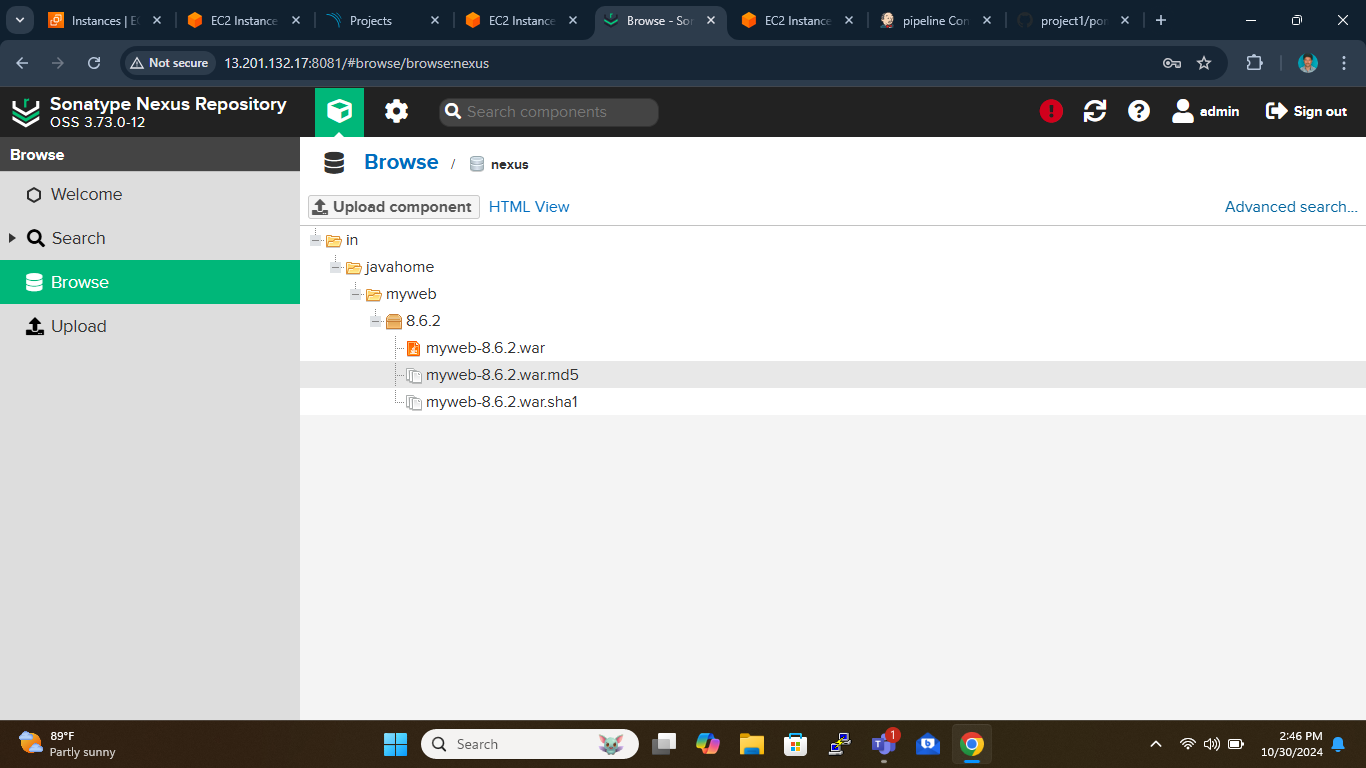 Instances | EC
EC2 Instance
Projects
EC2 Instance
Browse - Son
EC2 Instance
pipeline Con
project1/pom
Not secure
13.201.132.17:8081/#browse/browse:nexus
Sonatype Nexus Repository
OSS 3.73.0-12
Search components
admin
Sign out
Browse
Welcome
Search
Browse
Upload
Browse / nexus
Upload component
HTML View
Advanced search...
in
javahome
myweb
8.6.2
myweb-8.6.2.war
myweb-8.6.2.war.md5
myweb-8.6.2.war.sha1
89°F
Partly sunny
Search
1
2:46 PM
10/30/2024